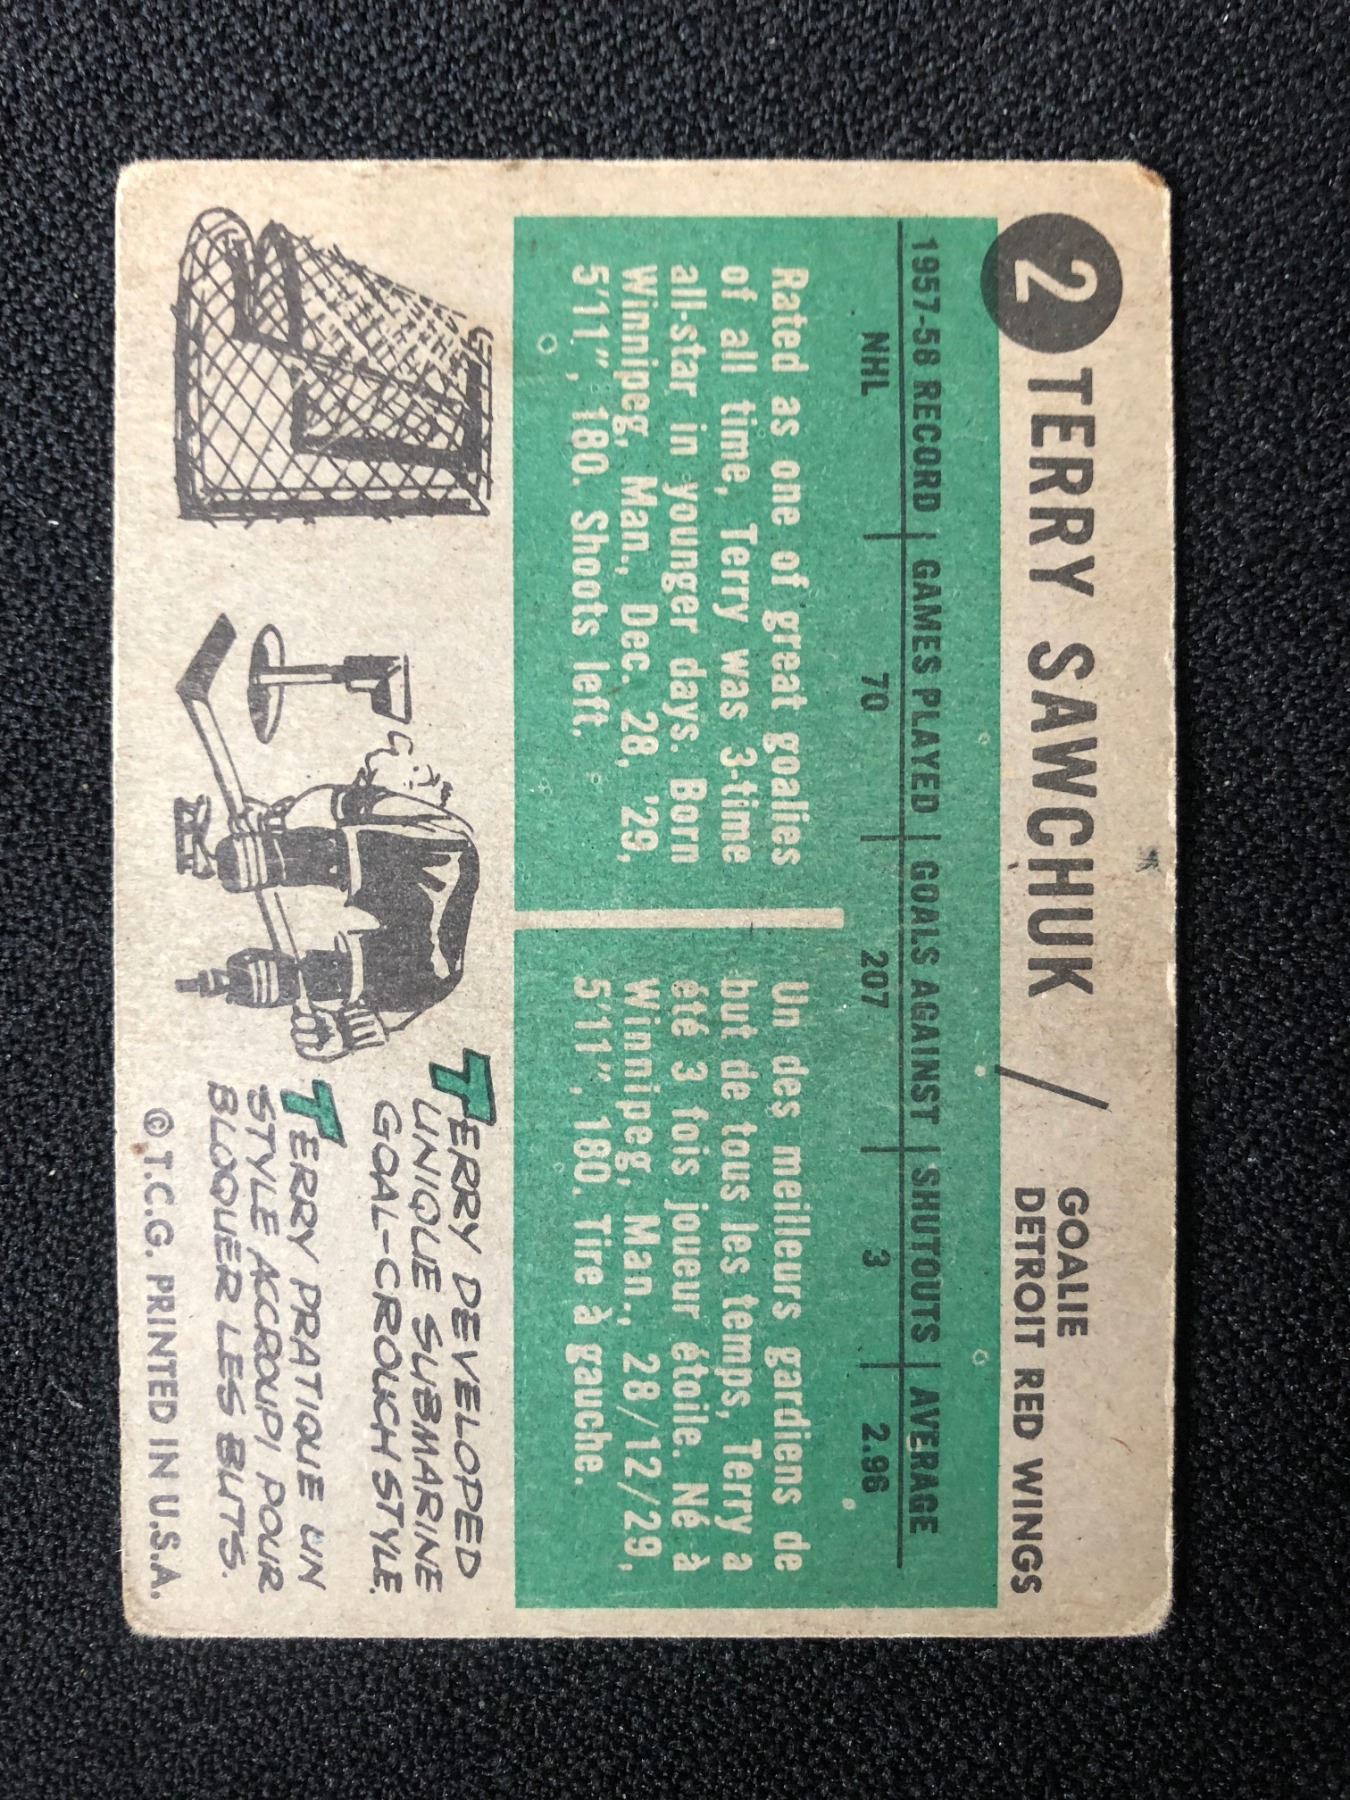 2
TERRY SAWCHUK / GOALIE
DETROIT RED WINGS
1957-58 RECORD | GAMES PLAYED | GOALS AGAINST | SHUTOUTS | AVERAGE
NHL 70 207 3 2.96
Rated as one of great goalies
of all time, Terry was 3-time
all-star in younger days. Born
Winnipeg, Man., Dec. 28, '29,
5'11", 180. Shoots left.
Un des meilleurs gardiens de
but de tous les temps, Terry a
été 3 fois joueur étoile. Né à
Winnipeg, Man., 28/12/29,
5'11", 180. Tire à gauche.
TERRY DEVELOPED
UNIQUE SUBMARINE
GOAL-CROUCH STYLE.
TERRY PRATIQUE UN
STYLE ACCROUPI POUR
BLOQUER LES BUTS.
© T.C.G. PRINTED IN U.S.A.